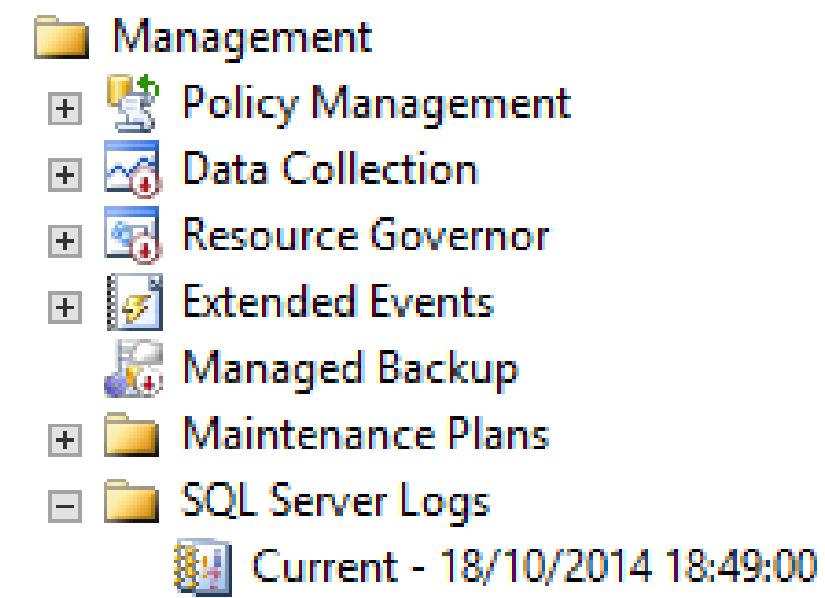 Management
Policy Management
Data Collection
Resource Governor
Extended Events
Managed Backup
Maintenance Plans
SQL Server Logs
Current - 18/10/2014 18:49:00